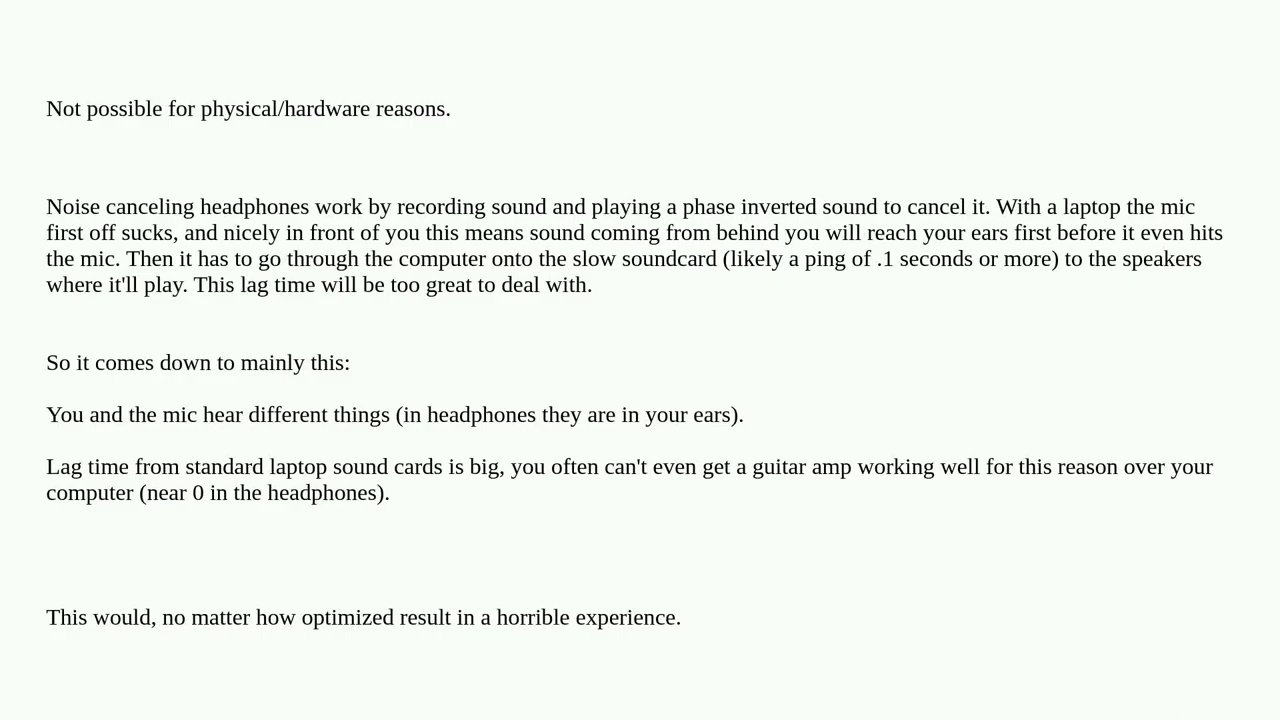 Not possible for physical/hardware reasons.
Noise canceling headphones work by recording sound and playing a phase inverted sound to cancel it. With a laptop the mic
first off sucks, and nicely in front of you this means sound coming from behind you will reach your ears first before it even hits
the mic. Then it has to go through the computer onto the slow soundcard (likely a ping of .1 seconds or more) to the speakers
where it'll play. This lag time will be too great to deal with.
So it comes down to mainly this:
You and the mic hear different things (in headphones they are in your ears).
Lag time from standard laptop sound cards is big, you often can't even get a guitar amp working well for this reason over your
computer (near 0 in the headphones).
This would, no matter how optimized result in a horrible experience.